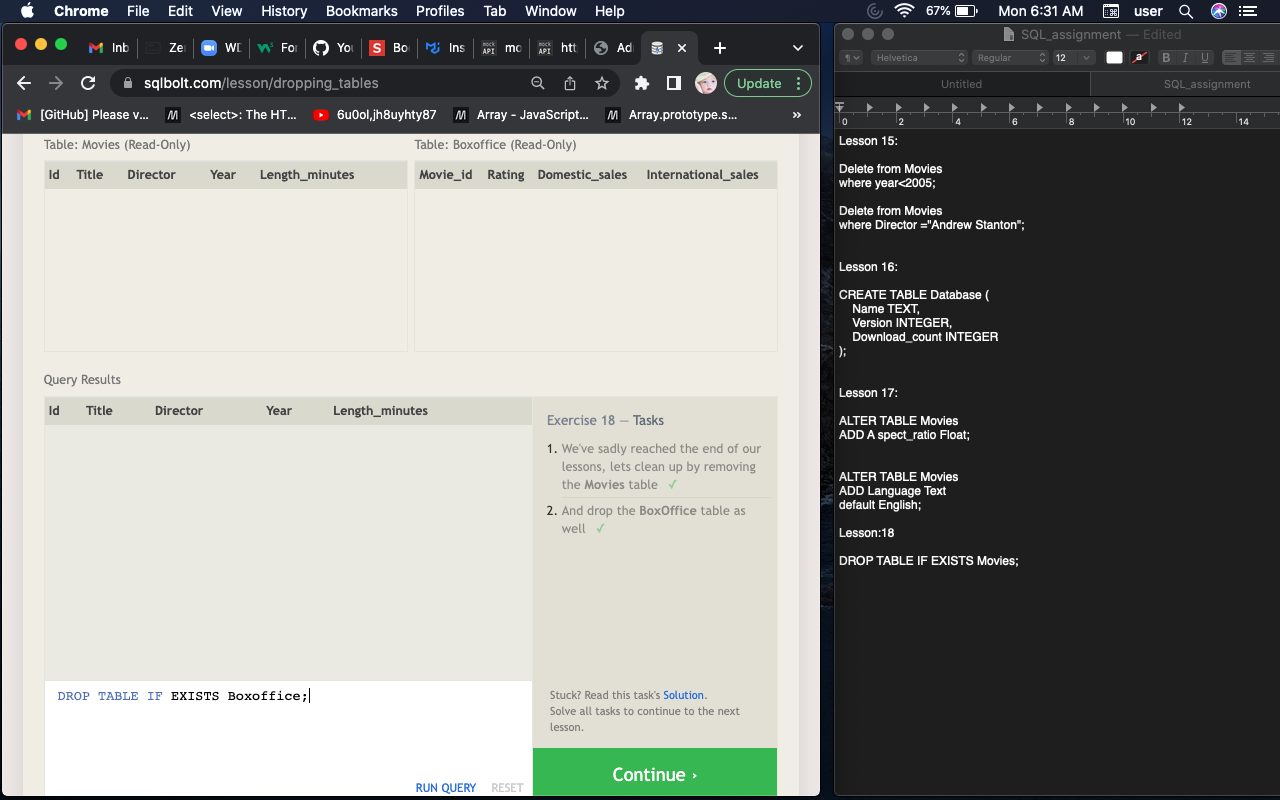 Chrome File Edit View History Bookmarks Profiles Tab Window Help 67% Mon 6:31 AM user
Inb Ze WD Fo You Bo Ins mo htt Ad
sqlbolt.com/lesson/dropping_tables Update
[GitHub] Please v... <select>: The HT... 6u0ol,jh8uyhty87 Array - JavaScript... Array.prototype.s... »
Table: Movies (Read-Only) Table: Boxoffice (Read-Only)
Id Title Director Year Length_minutes Movie_id Rating Domestic_sales International_sales
Query Results
Id Title Director Year Length_minutes
Exercise 18 — Tasks
1. We've sadly reached the end of our
lessons, lets clean up by removing
the Movies table ✓
2. And drop the BoxOffice table as
well ✓
Stuck? Read this task's Solution.
Solve all tasks to continue to the next
lesson.
DROP TABLE IF EXISTS Boxoffice;
RUN QUERY RESET
Continue ›
SQL_assignment — Edited
Helvetica Regular 12 a B I U
Untitled SQL_assignment
0 2 4 6 8 10 12 14
Lesson 15:
Delete from Movies
where year<2005;
Delete from Movies
where Director ="Andrew Stanton";
Lesson 16:
CREATE TABLE Database (
Name TEXT,
Version INTEGER,
Download_count INTEGER
);
Lesson 17:
ALTER TABLE Movies
ADD A spect_ratio Float;
ALTER TABLE Movies
ADD Language Text
default English;
Lesson:18
DROP TABLE IF EXISTS Movies;